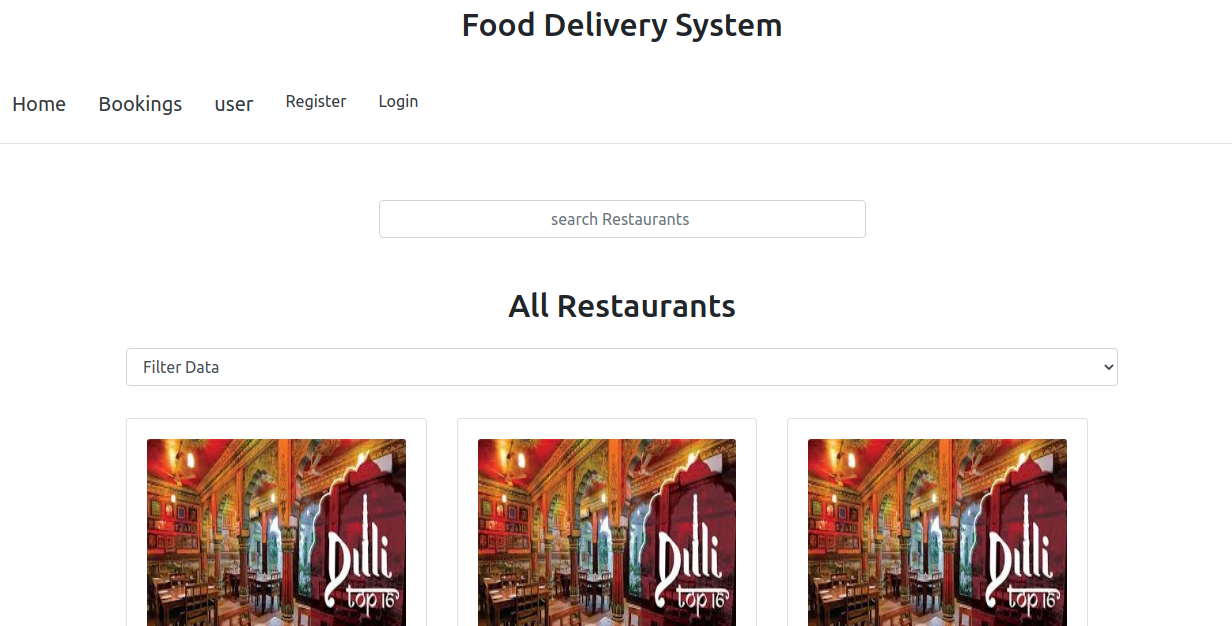 Food Delivery System
Home Bookings user Register Login
search Restaurants
All Restaurants
Filter Data
Dilli Dilli Dilli
top 16 top 16 top 16